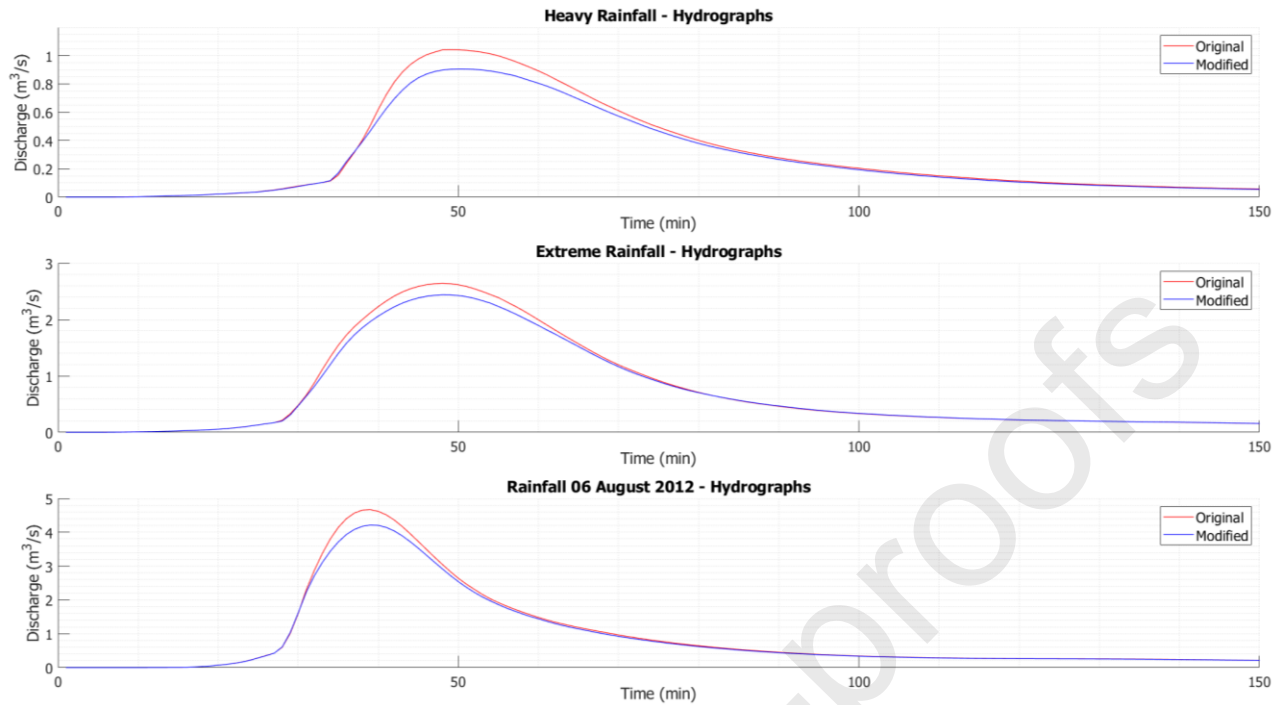 Heavy Rainfall - Hydrographs
Discharge (m³/s)
1
0.8
0.6
0.4
0.2
0
Original
Modified
0 50 100 150
Time (min)
Extreme Rainfall - Hydrographs
Discharge (m³/s)
3
2
1
0
Original
Modified
0 50 100 150
Time (min)
Rainfall 06 August 2012 - Hydrographs
Discharge (m³/s)
5
4
3
2
1
0
Original
Modified
0 50 100 150
Time (min)
proofs